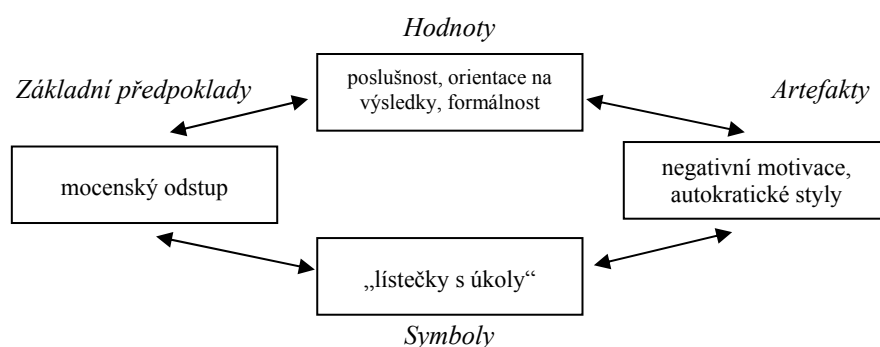 Hodnoty
poslušnost, orientace na
výsledky, formálnost
Základní předpoklady
Artefakty
mocenský odstup
negativní motivace,
autokratické styly
„lístečky s úkoly“
Symboly